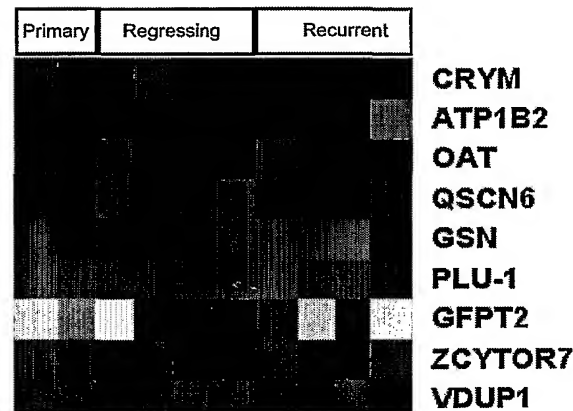 Primary Regressing Recurrent
CRYM
ATP1B2
OAT
QSCN6
GSN
PLU-1
GFPT2
ZCYTOR7
VDUP1